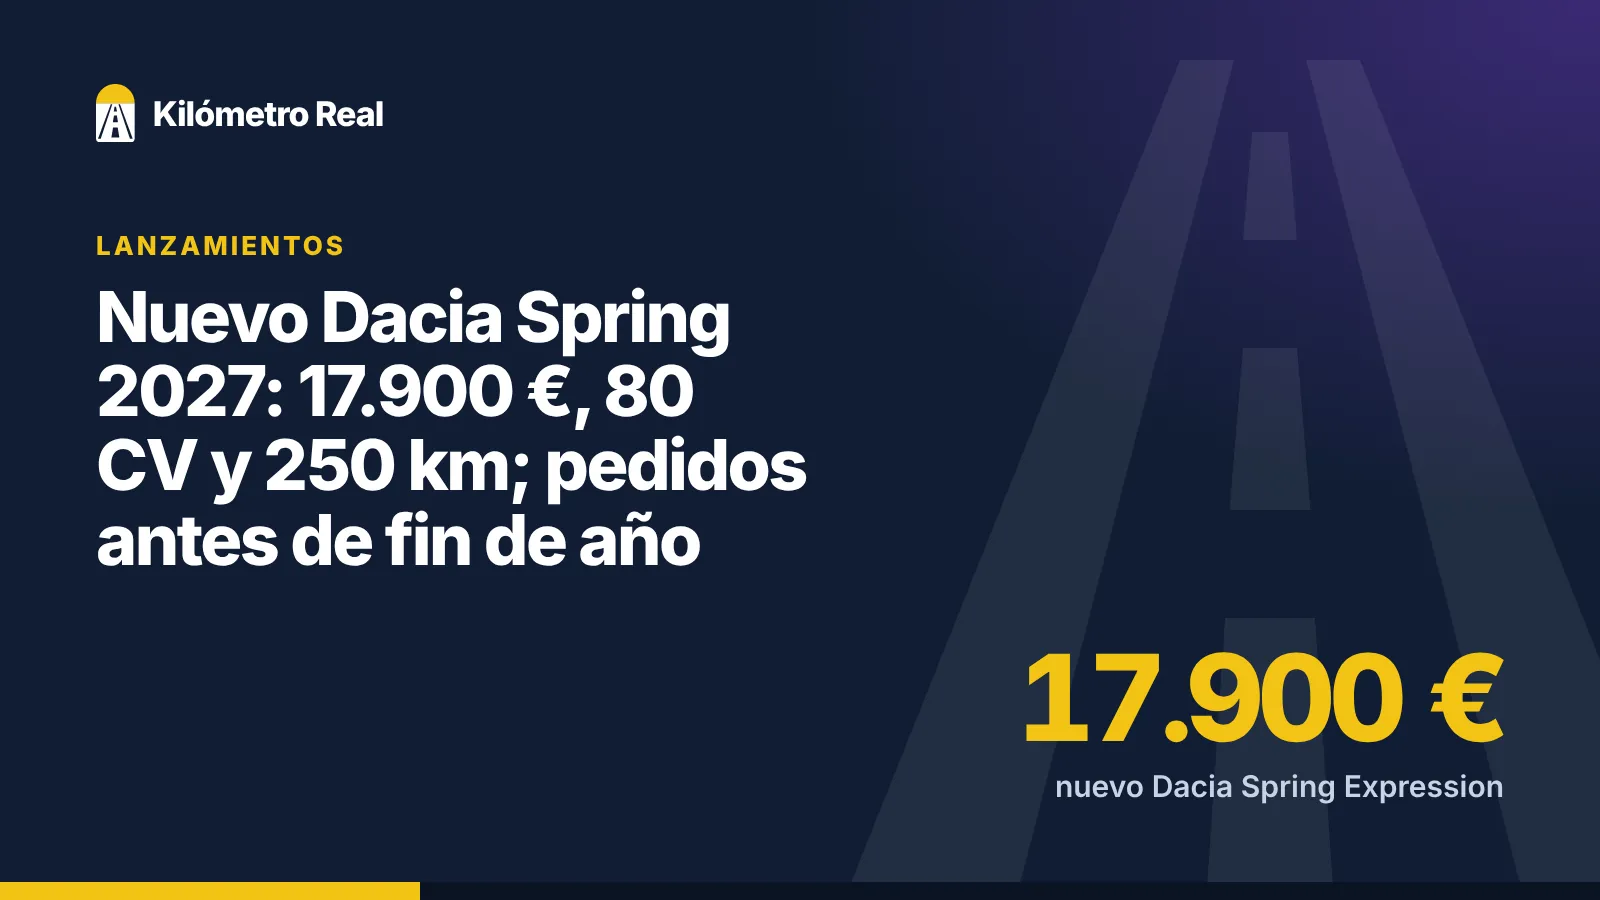 Kilómetro Real
LANZAMIENTOS
Nuevo Dacia Spring
2027: 17.900 €, 80
CV y 250 km; pedidos
antes de fin de año
17.900 €
nuevo Dacia Spring Expression